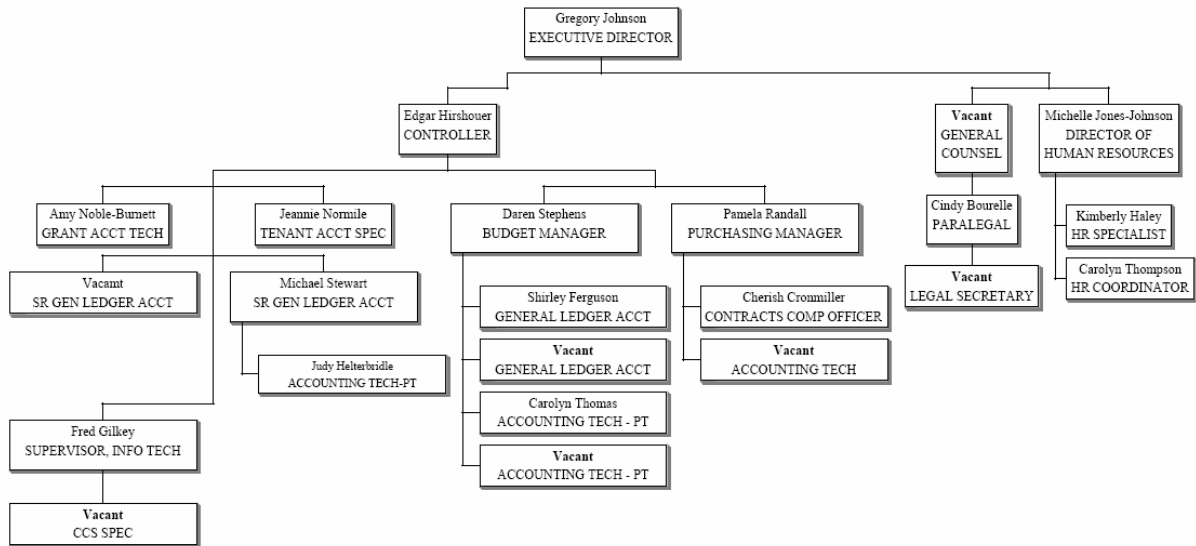 Gregory Johnson
EXECUTIVE DIRECTOR
Edgar Hirshouer
CONTROLLER
Vacant
GENERAL
COUNSEL
Michelle Jones-Johnson
DIRECTOR OF
HUMAN RESOURCES
Amy Noble-Burnett
GRANT ACCT TECH
Jeannie Normile
TENANT ACCT SPEC
Daren Stephens
BUDGET MANAGER
Pamela Randall
PURCHASING MANAGER
Cindy Bourelle
PARALEGAL
Kimberly Haley
HR SPECIALIST
Vacamt
SR GEN LEDGER ACCT
Michael Stewart
SR GEN LEDGER ACCT
Vacant
LEGAL SECRETARY
Carolyn Thompson
HR COORDINATOR
Shirley Ferguson
GENERAL LEDGER ACCT
Cherish Cronmiller
CONTRACTS COMP OFFICER
Judy Helterbridle
ACCOUNTING TECH-PT
Vacant
GENERAL LEDGER ACCT
Vacant
ACCOUNTING TECH
Carolyn Thomas
ACCOUNTING TECH - PT
Fred Gilkey
SUPERVISOR, INFO TECH
Vacant
ACCOUNTING TECH - PT
Vacant
CCS SPEC